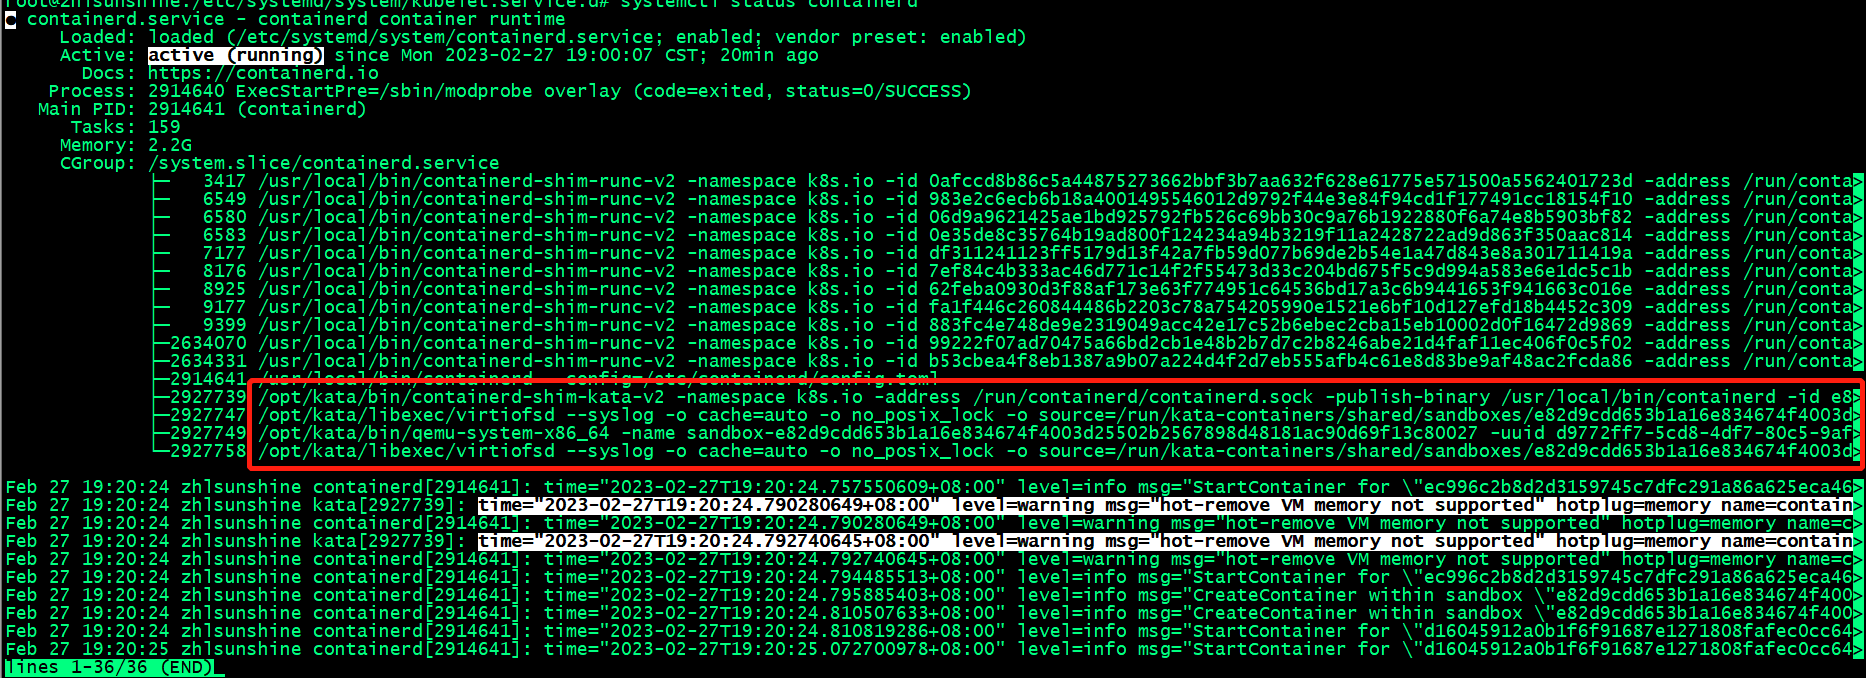 root@zhlsunshine:/etc/systemd/system/kubelet.service.d# systemctl status containerd
● containerd.service - containerd container runtime
Loaded: loaded (/etc/systemd/system/containerd.service; enabled; vendor preset: enabled)
Active: active (running) since Mon 2023-02-27 19:00:07 CST; 20min ago
Docs: https://containerd.io
Process: 2914640 ExecStartPre=/sbin/modprobe overlay (code=exited, status=0/SUCCESS)
Main PID: 2914641 (containerd)
Tasks: 159
Memory: 2.2G
CGroup: /system.slice/containerd.service
├─ 3417 /usr/local/bin/containerd-shim-runc-v2 -namespace k8s.io -id 0afccd8b86c5a44875273662bbf3b7aa632f628e61775e571500a5562401723d -address /run/conta>
├─ 6549 /usr/local/bin/containerd-shim-runc-v2 -namespace k8s.io -id 983e2c6ecb6b18a4001495546012d9792f44e3e84f94cd1f177491cc18154f10 -address /run/conta>
├─ 6580 /usr/local/bin/containerd-shim-runc-v2 -namespace k8s.io -id 06d9a9621425ae1bd925792fb526c69bb30c9a76b1922880f6a74e8b5903bf82 -address /run/conta>
├─ 6583 /usr/local/bin/containerd-shim-runc-v2 -namespace k8s.io -id 0e35de8c35764b19ad800f124234a94b3219f11a2428722ad9d863f350aac814 -address /run/conta>
├─ 7177 /usr/local/bin/containerd-shim-runc-v2 -namespace k8s.io -id df311241123ff5179d13f42a7fb59d077b69de2b54e1a47d843e8a301711419a -address /run/conta>
├─ 8176 /usr/local/bin/containerd-shim-runc-v2 -namespace k8s.io -id 7ef84c4b333ac46d771c14f2f55473d33c204bd675f5c9d994a583e6e1dc5c1b -address /run/conta>
├─ 8925 /usr/local/bin/containerd-shim-runc-v2 -namespace k8s.io -id 62feba0930d3f88af173e63f774951c64536bd17a3c6b9441653f941663c016e -address /run/conta>
├─ 9177 /usr/local/bin/containerd-shim-runc-v2 -namespace k8s.io -id fa1f446c260844486b2203c78a754205990e1521e6bf10d127efd18b4452c309 -address /run/conta>
├─ 9399 /usr/local/bin/containerd-shim-runc-v2 -namespace k8s.io -id 883fc4e748de9e2319049acc42e17c52b6ebec2cba15eb10002d0f16472d9869 -address /run/conta>
├─2634070 /usr/local/bin/containerd-shim-runc-v2 -namespace k8s.io -id 99222f07ad70475a66bd2cb1e48b2b7d7c2b8246abe21d4faf11ec406f0c5f02 -address /run/conta>
├─2634331 /usr/local/bin/containerd-shim-runc-v2 -namespace k8s.io -id b53cbea4f8eb1387a9b07a224d4f2d7eb555afb4c61e8d83be9af48ac2fcda86 -address /run/conta>
├─2914641 /usr/local/bin/containerd --config=/etc/containerd/config.toml
├─2927739 /opt/kata/bin/containerd-shim-kata-v2 -namespace k8s.io -address /run/containerd/containerd.sock -publish-binary /usr/local/bin/containerd -id e8>
├─2927747 /opt/kata/libexec/virtiofsd --syslog -o cache=auto -o no_posix_lock -o source=/run/kata-containers/shared/sandboxes/e82d9cdd653b1a16e834674f4003d>
├─2927749 /opt/kata/bin/qemu-system-x86_64 -name sandbox-e82d9cdd653b1a16e834674f4003d25502b2567898d48181ac90d69f13c80027 -uuid d9772ff7-5cd8-4df7-80c5-9af>
└─2927758 /opt/kata/libexec/virtiofsd --syslog -o cache=auto -o no_posix_lock -o source=/run/kata-containers/shared/sandboxes/e82d9cdd653b1a16e834674f4003d>
Feb 27 19:20:24 zhlsunshine containerd[2914641]: time="2023-02-27T19:20:24.757550609+08:00" level=info msg="StartContainer for \"ec996c2b8d2d3159745c7dfc291a86a625eca46>
Feb 27 19:20:24 zhlsunshine kata[2927739]: time="2023-02-27T19:20:24.790280649+08:00" level=warning msg="hot-remove VM memory not supported" hotplug=memory name=contain>
Feb 27 19:20:24 zhlsunshine containerd[2914641]: time="2023-02-27T19:20:24.790280649+08:00" level=warning msg="hot-remove VM memory not supported" hotplug=memory name=c>
Feb 27 19:20:24 zhlsunshine kata[2927739]: time="2023-02-27T19:20:24.792740645+08:00" level=warning msg="hot-remove VM memory not supported" hotplug=memory name=contain>
Feb 27 19:20:24 zhlsunshine containerd[2914641]: time="2023-02-27T19:20:24.792740645+08:00" level=warning msg="hot-remove VM memory not supported" hotplug=memory name=c>
Feb 27 19:20:24 zhlsunshine containerd[2914641]: time="2023-02-27T19:20:24.794485513+08:00" level=info msg="StartContainer for \"ec996c2b8d2d3159745c7dfc291a86a625eca46>
Feb 27 19:20:24 zhlsunshine containerd[2914641]: time="2023-02-27T19:20:24.795885403+08:00" level=info msg="CreateContainer within sandbox \"e82d9cdd653b1a16e834674f400>
Feb 27 19:20:24 zhlsunshine containerd[2914641]: time="2023-02-27T19:20:24.810507633+08:00" level=info msg="CreateContainer within sandbox \"e82d9cdd653b1a16e834674f400>
Feb 27 19:20:24 zhlsunshine containerd[2914641]: time="2023-02-27T19:20:24.810819286+08:00" level=info msg="StartContainer for \"d16045912a0b1f6f91687e1271808fafec0cc64>
Feb 27 19:20:25 zhlsunshine containerd[2914641]: time="2023-02-27T19:20:25.072700978+08:00" level=info msg="StartContainer for \"d16045912a0b1f6f91687e1271808fafec0cc64>
lines 1-36/36 (END)